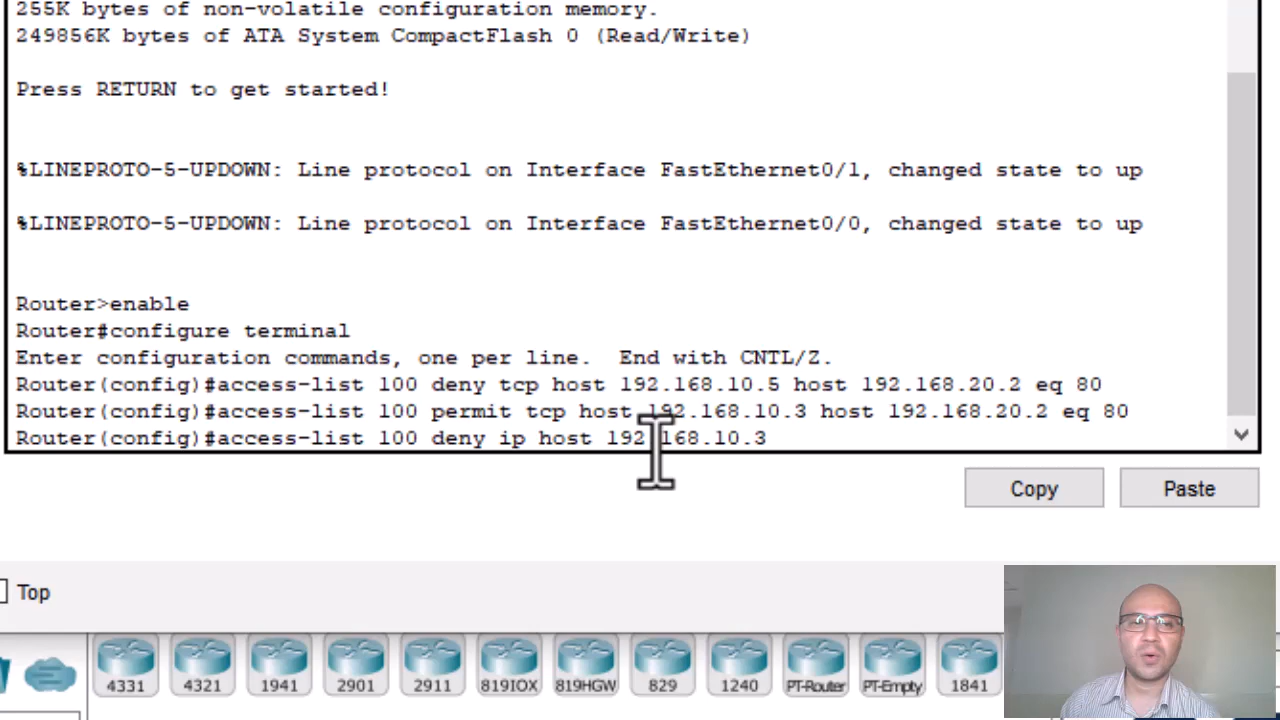 255K bytes of non-volatile configuration memory.
249856K bytes of ATA System CompactFlash 0 (Read/Write)
Press RETURN to get started!
%LINEPROTO-5-UPDOWN: Line protocol on Interface FastEthernet0/1, changed state to up
%LINEPROTO-5-UPDOWN: Line protocol on Interface FastEthernet0/0, changed state to up
Router>enable
Router#configure terminal
Enter configuration commands, one per line.  End with CNTL/Z.
Router(config)#access-list 100 deny tcp host 192.168.10.5 host 192.168.20.2 eq 80
Router(config)#access-list 100 permit tcp host 192.168.10.3 host 192.168.20.2 eq 80
Router(config)#access-list 100 deny ip host 192.168.10.3
Copy Paste
Top
4331 4321 1941 2901 2911 819IOX 819HGW 829 1240 PT-Router PT-Empty 1841